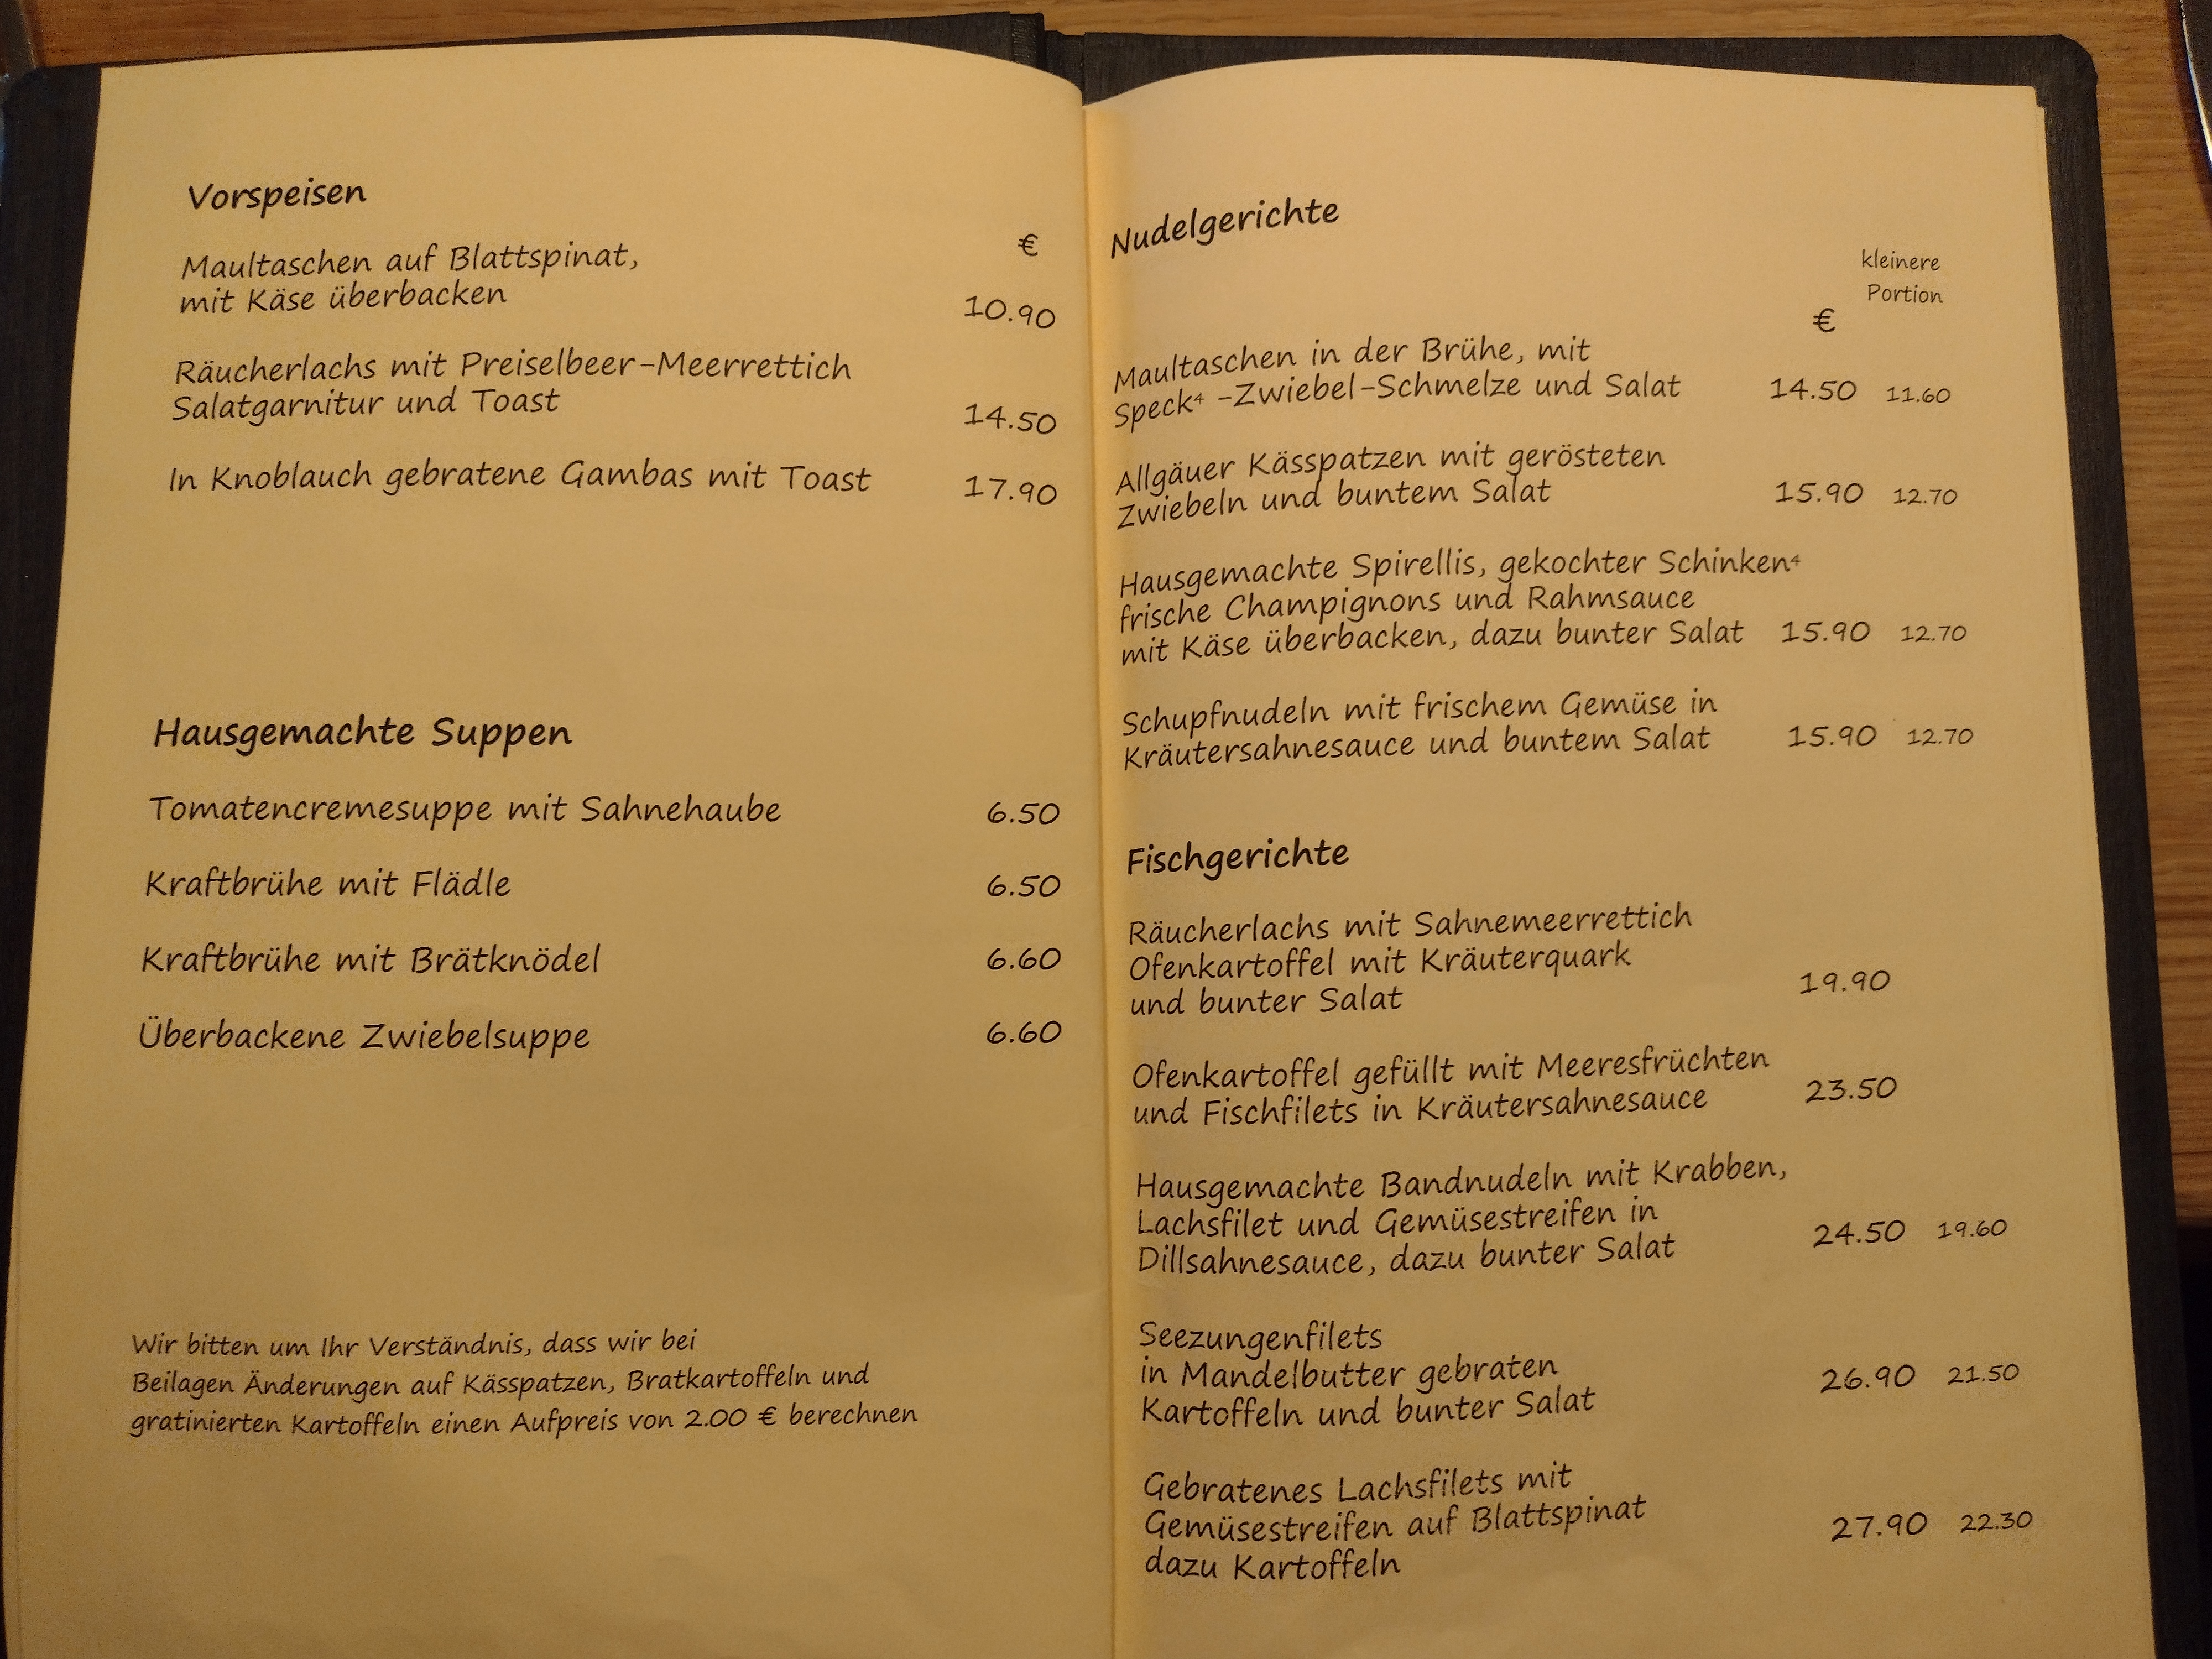 Vorspeisen
€
Maultaschen auf Blattspinat,
mit Käse überbacken 10.90
Räucherlachs mit Preiselbeer-Meerrettich
Salatgarnitur und Toast 14.50
In Knoblauch gebratene Gambas mit Toast 17.90
Hausgemachte Suppen
Tomatencremesuppe mit Sahnehaube 6.50
Kraftbrühe mit Flädle 6.50
Kraftbrühe mit Brätknödel 6.60
Überbackene Zwiebelsuppe 6.60
Wir bitten um Ihr Verständnis, dass wir bei
Beilagen Änderungen auf Kässpatzen, Bratkartoffeln und
gratinierten Kartoffeln einen Aufpreis von 2.00 € berechnen
Nudelgerichte
kleinere
Portion
€
Maultaschen in der Brühe, mit
Speck⁴ -Zwiebel-Schmelze und Salat 14.50 11.60
Allgäuer Kässpatzen mit gerösteten
Zwiebeln und buntem Salat 15.90 12.70
Hausgemachte Spirellis, gekochter Schinken⁴
frische Champignons und Rahmsauce
mit Käse überbacken, dazu bunter Salat 15.90 12.70
Schupfnudeln mit frischem Gemüse in
Kräutersahnesauce und buntem Salat 15.90 12.70
Fischgerichte
Räucherlachs mit Sahnemeerrettich
Ofenkartoffel mit Kräuterquark
und bunter Salat 19.90
Ofenkartoffel gefüllt mit Meeresfrüchten
und Fischfilets in Kräutersahnesauce 23.50
Hausgemachte Bandnudeln mit Krabben,
Lachsfilet und Gemüsestreifen in
Dillsahnesauce, dazu bunter Salat 24.50 19.60
Seezungenfilets
in Mandelbutter gebraten
Kartoffeln und bunter Salat 26.90 21.50
Gebratenes Lachsfilets mit
Gemüsestreifen auf Blattspinat
dazu Kartoffeln 27.90 22.30